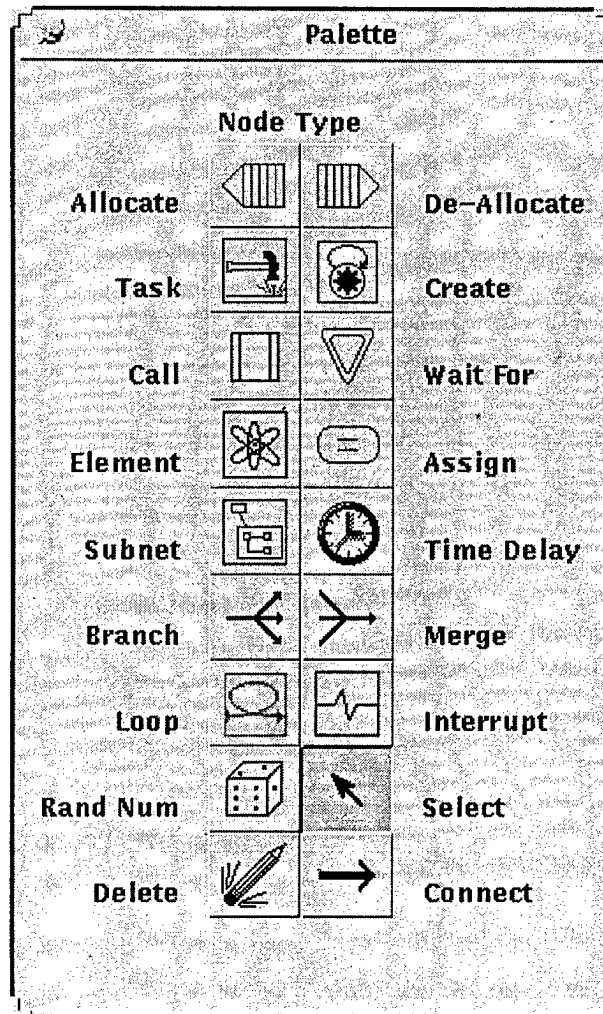 Palette
Node Type
Allocate De-Allocate
Task Create
Call Wait For
Element Assign
Subnet Time Delay
Branch Merge
Loop Interrupt
Rand Num Select
Delete Connect